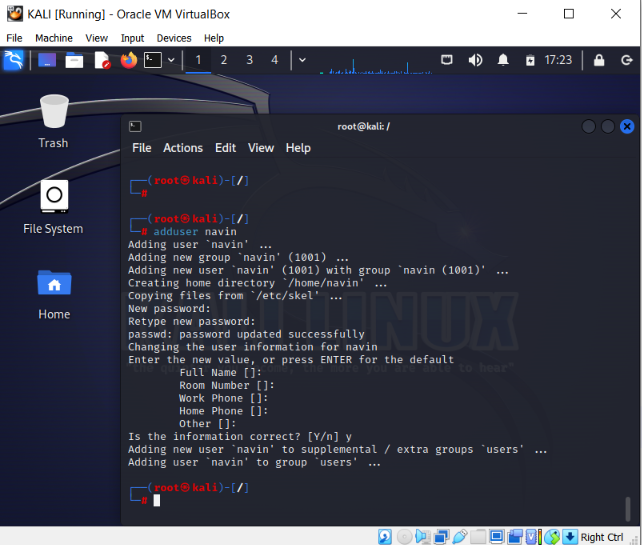 KALI [Running] - Oracle VM VirtualBox
File Machine View Input Devices Help
1 2 3 4 17:23
Trash
File System
Home
root@kali: /
File Actions Edit View Help
┌──(root㉿kali)-[/]
└─#
┌──(root㉿kali)-[/]
└─# adduser navin
Adding user `navin' ...
Adding new group `navin' (1001) ...
Adding new user `navin' (1001) with group `navin (1001)' ...
Creating home directory `/home/navin' ...
Copying files from `/etc/skel' ...
New password:
Retype new password:
passwd: password updated successfully
Changing the user information for navin
Enter the new value, or press ENTER for the default
Full Name []:
Room Number []:
Work Phone []:
Home Phone []:
Other []:
Is the information correct? [Y/n] y
Adding new user `navin' to supplemental / extra groups `users' ...
Adding user `navin' to group `users' ...
┌──(root㉿kali)-[/]
└─#
Right Ctrl